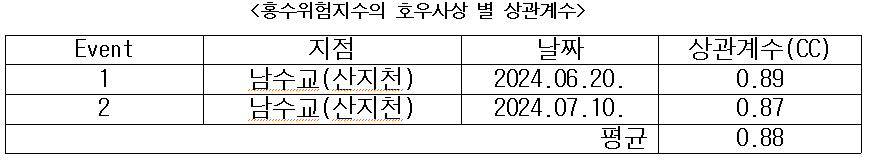 <홍수위험지수의 호우사상 별 상관계수>
Event 지점 날짜 상관계수(CC)
1 남수교(산지천) 2024.06.20. 0.89
2 남수교(산지천) 2024.07.10. 0.87
평균 0.88